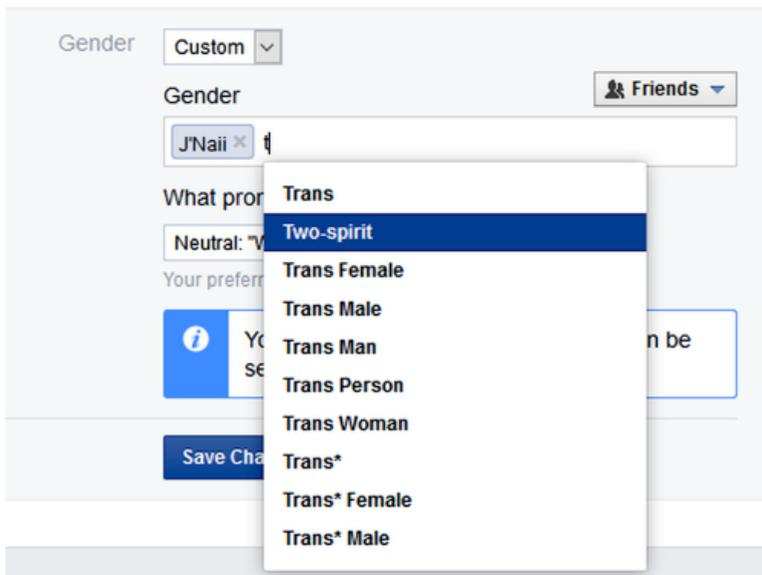 Gender Custom
Gender Friends
J'Naii × t
What pron
Neutral: "W
Your preferr
Yo n be
se
Save Cha
Trans
Two-spirit
Trans Female
Trans Male
Trans Man
Trans Person
Trans Woman
Trans*
Trans* Female
Trans* Male